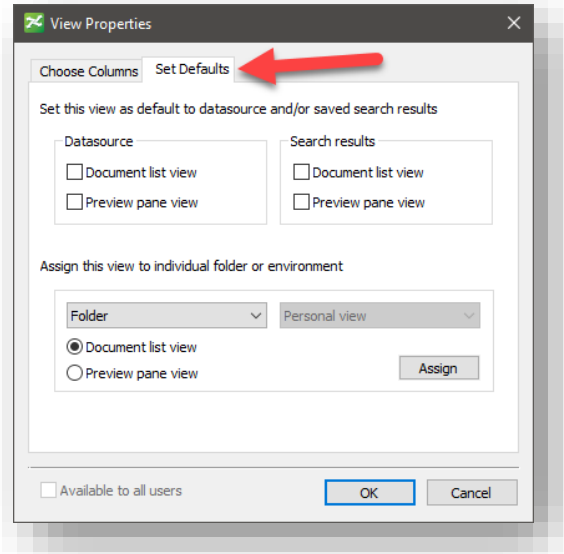 View Properties
Choose Columns Set Defaults
Set this view as default to datasource and/or saved search results
Datasource Search results
Document list view Document list view
Preview pane view Preview pane view
Assign this view to individual folder or environment
Folder Personal view
Document list view
Preview pane view Assign
Available to all users OK Cancel